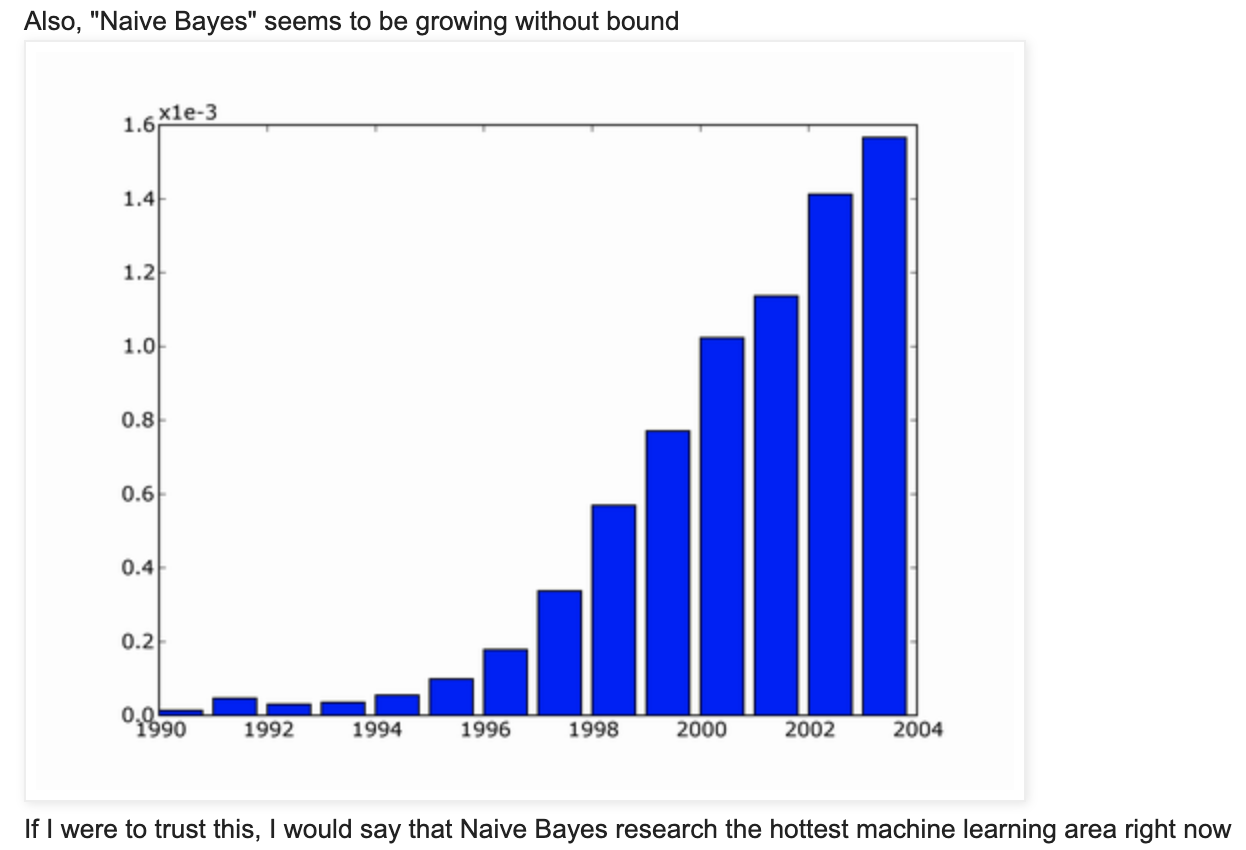 Also, "Naive Bayes" seems to be growing without bound
x1e-3
1.6
1.4
1.2
1.0
0.8
0.6
0.4
0.2
0.0
1990 1992 1994 1996 1998 2000 2002 2004
If I were to trust this, I would say that Naive Bayes research the hottest machine learning area right now